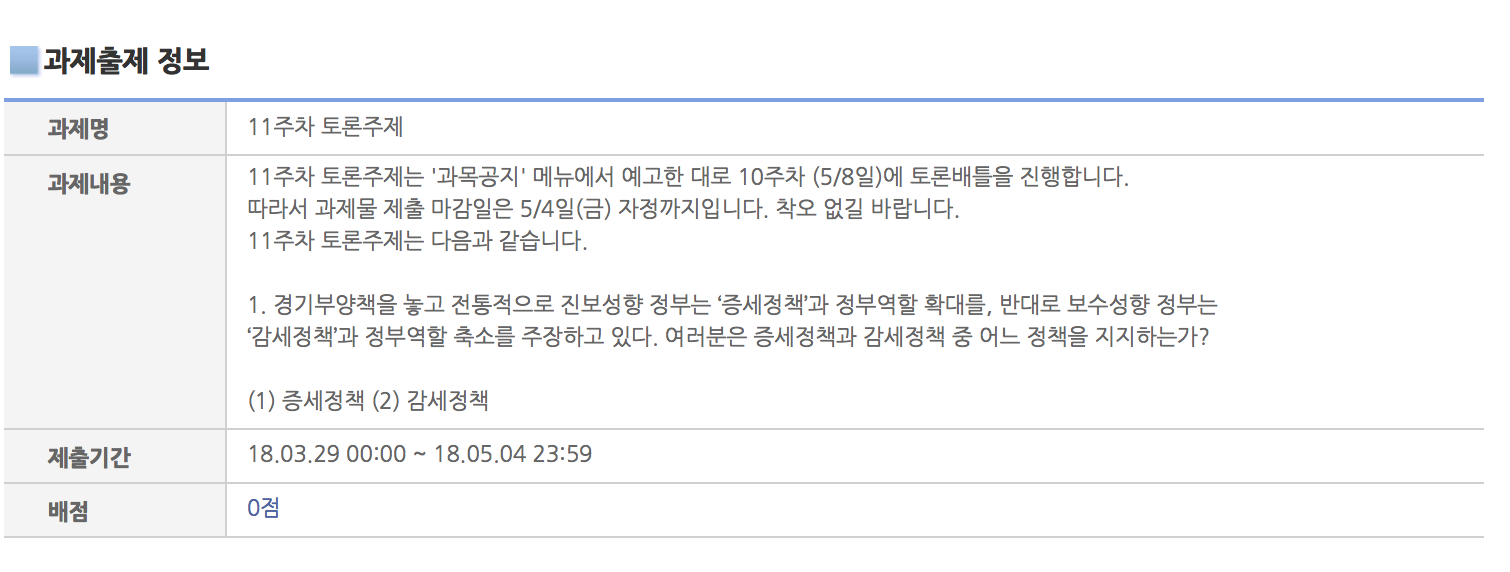 과제출제 정보
과제명
11주차 토론주제
과제내용
11주차 토론주제는 '과목공지' 메뉴에서 예고한 대로 10주차 (5/8일)에 토론배틀을 진행합니다.
따라서 과제물 제출 마감일은 5/4일(금) 자정까지입니다. 착오 없길 바랍니다.
11주차 토론주제는 다음과 같습니다.
1. 경기부양책을 놓고 전통적으로 진보성향 정부는 ‘증세정책’과 정부역할 확대를, 반대로 보수성향 정부는
‘감세정책’과 정부역할 축소를 주장하고 있다. 여러분은 증세정책과 감세정책 중 어느 정책을 지지하는가?
(1) 증세정책 (2) 감세정책
제출기간
18.03.29 00:00 ~ 18.05.04 23:59
배점
0점